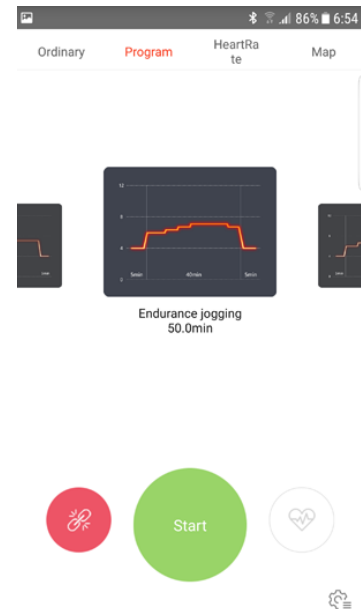 86% 6:54
Ordinary
Program
HeartRa
te
Map
12
8
4
5min 40min 5min
Endurance jogging
50.0min
Start